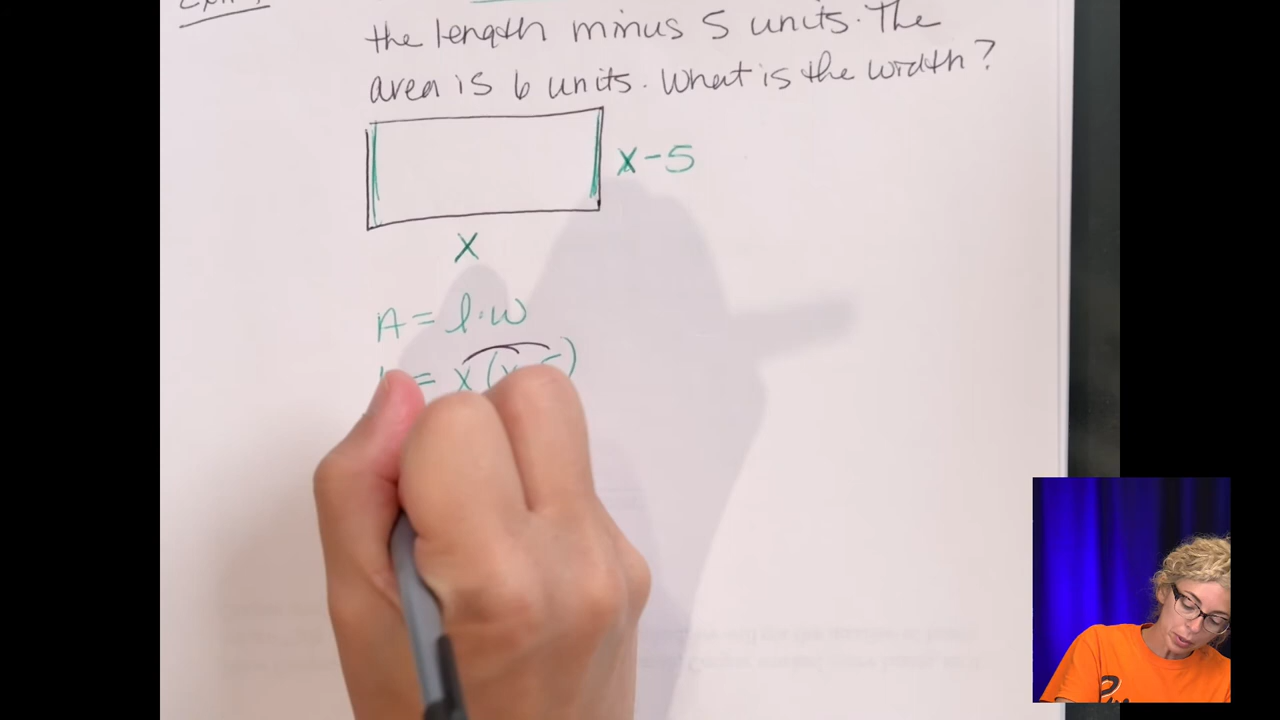 the length minus 5 units. The
area is 6 units. What is the width?
x-5
x
A = l·w
= x(x